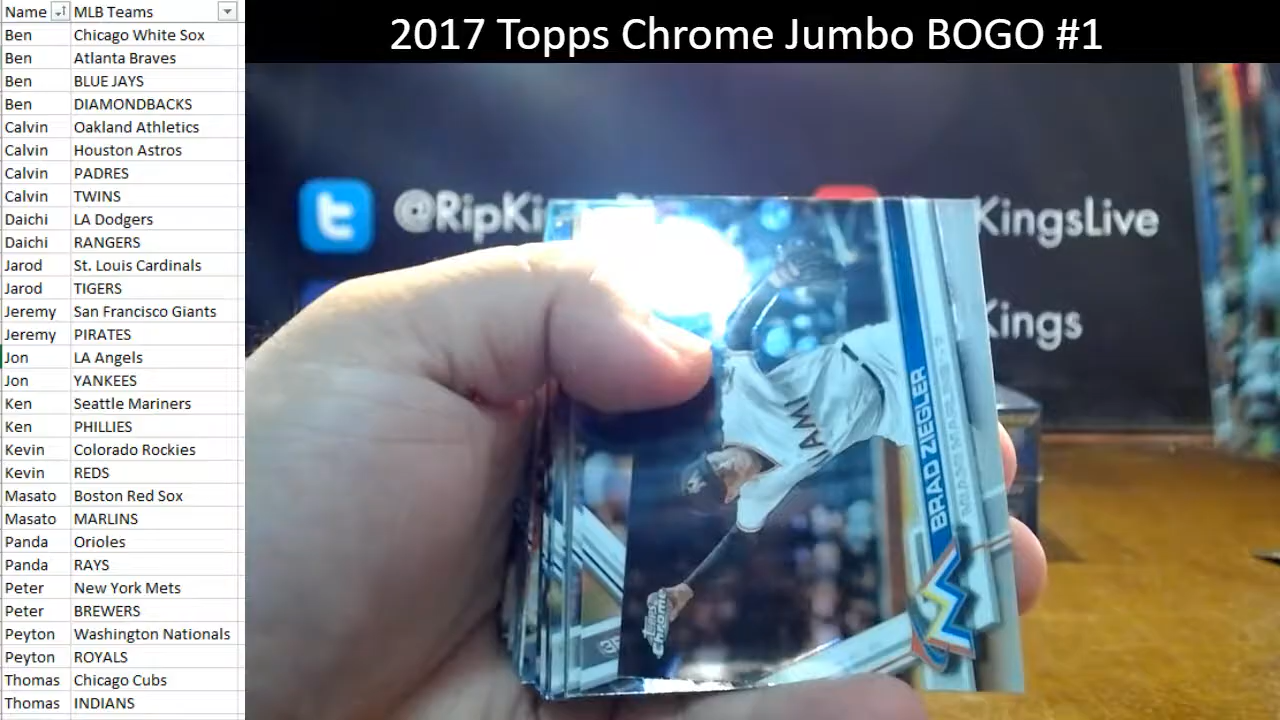 Name MLB Teams
Ben Chicago White Sox
Ben Atlanta Braves
Ben BLUE JAYS
Ben DIAMONDBACKS
Calvin Oakland Athletics
Calvin Houston Astros
Calvin PADRES
Calvin TWINS
Daichi LA Dodgers
Daichi RANGERS
Jarod St. Louis Cardinals
Jarod TIGERS
Jeremy San Francisco Giants
Jeremy PIRATES
Jon LA Angels
Jon YANKEES
Ken Seattle Mariners
Ken PHILLIES
Kevin Colorado Rockies
Kevin REDS
Masato Boston Red Sox
Masato MARLINS
Panda Orioles
Panda RAYS
Peter New York Mets
Peter BREWERS
Peyton Washington Nationals
Peyton ROYALS
Thomas Chicago Cubs
Thomas INDIANS
2017 Topps Chrome Jumbo BOGO #1
@RipKi
KingsLive
Kings
BRAD ZIEGLER
MIAMI MARLINS
AMI
Topps
Chrome